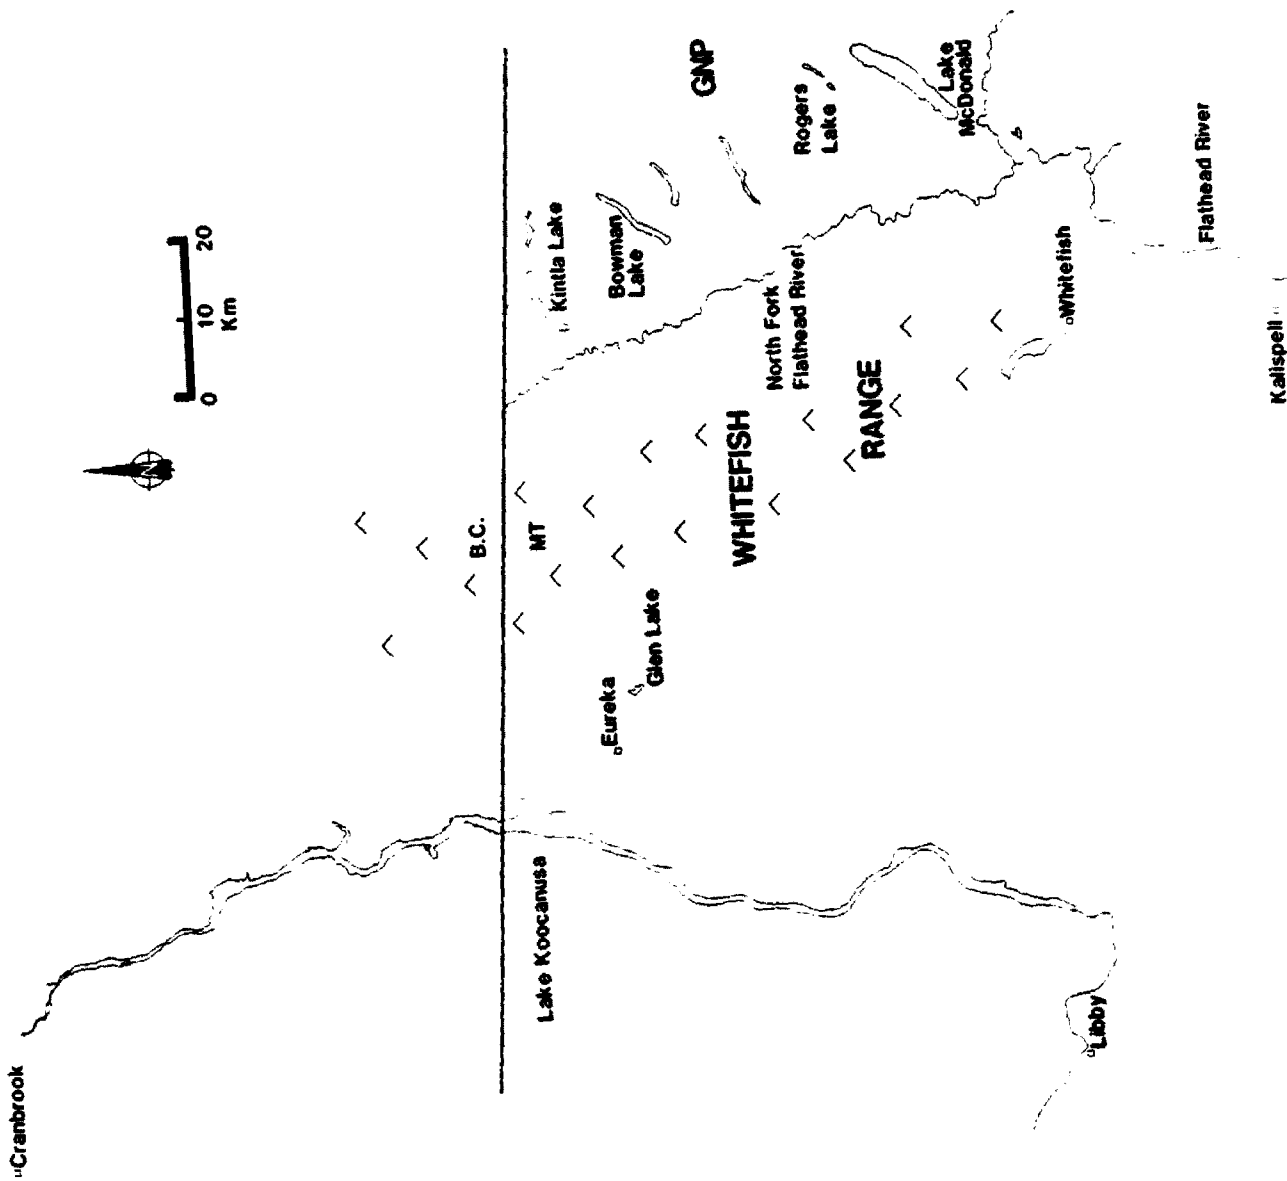 Cranbrook
N
0 10 20
Km
B.C.
MT
Lake Koocanusa
Kintla Lake
Eureka
Bowman
Lake
Glen Lake
GNP
WHITEFISH
North Fork
Flathead River
Rogers
Lake
RANGE
Lake
McDonald
Whitefish
Libby
Flathead River
Kalispell